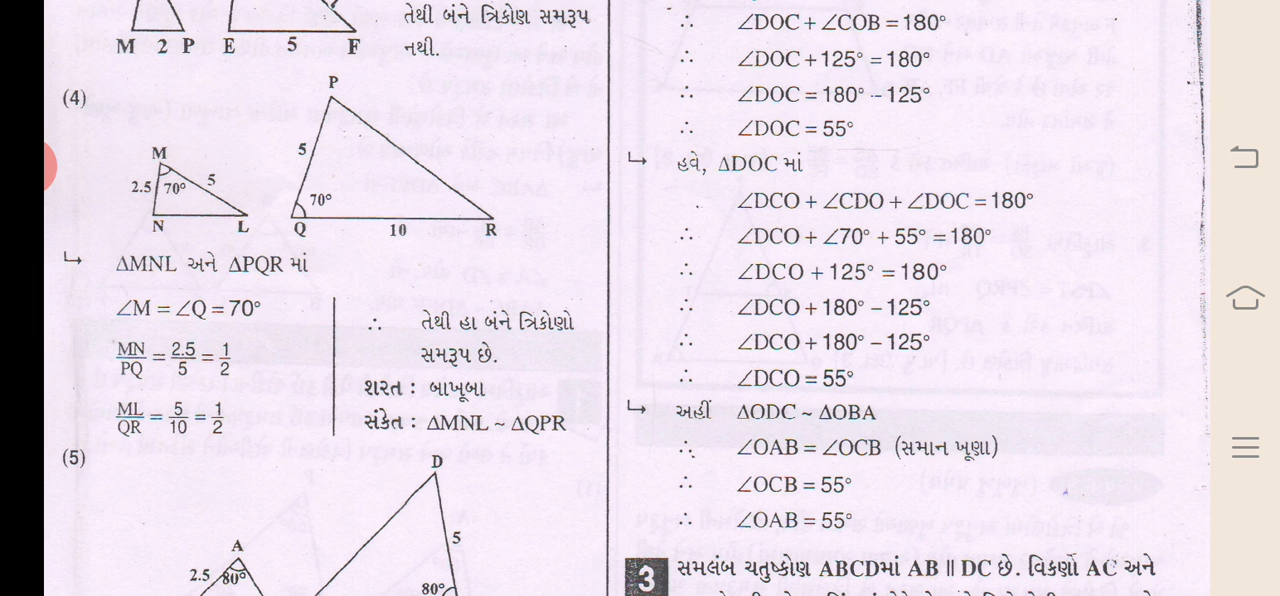 M 2 P E 5 F
તેથી બંને ત્રિકોણ સમરૂપ
નથી.
(4)
P
5
M
2.5 70° 5
70°
N L Q 10 R
↳ ΔMNL અને ΔPQR માં
∠M = ∠Q = 70°
MN/PQ = 2.5/5 = 1/2
ML/QR = 5/10 = 1/2
∴ તેથી હા બંને ત્રિકોણો
સમરૂપ છે.
શરત : બાખૂબા
સંકેત : ΔMNL ~ ΔQPR
(5)
D
5
A
2.5 80°
80°
∴ ∠DOC + ∠COB = 180°
∴ ∠DOC + 125° = 180°
∴ ∠DOC = 180° − 125°
∴ ∠DOC = 55°
↳ હવે, ΔDOC માં
∠DCO + ∠CDO + ∠DOC = 180°
∴ ∠DCO + ∠70° + 55° = 180°
∴ ∠DCO + 125° = 180°
∴ ∠DCO + 180° − 125°
∴ ∠DCO + 180° − 125°
∴ ∠DCO = 55°
↳ અહીં ΔODC ~ ΔOBA
∴ ∠OAB = ∠OCB (સમાન ખૂણા)
∴ ∠OCB = 55°
∴ ∠OAB = 55°
3 સમલંબ ચતુષ્કોણ ABCDમાં AB || DC છે. વિકર્ણો AC અને